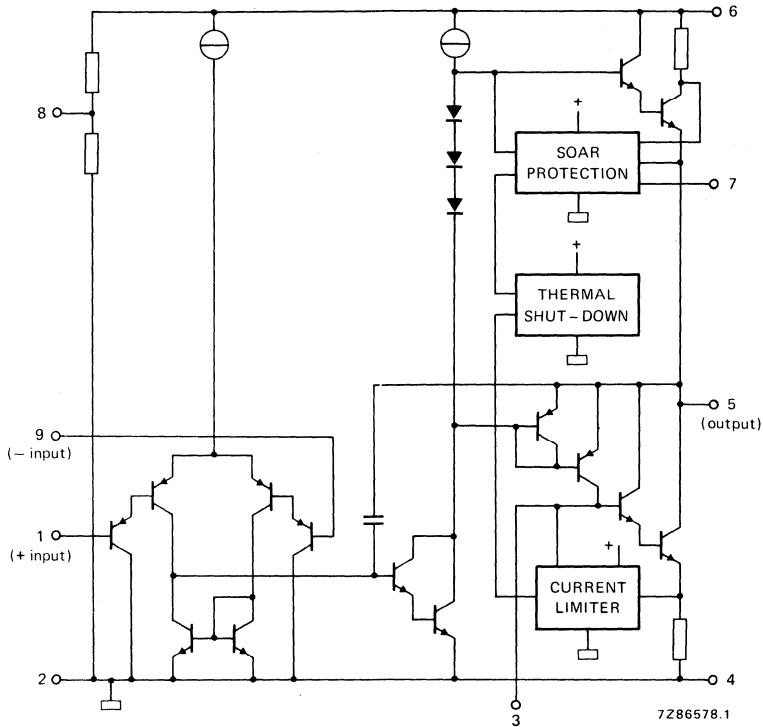 6
8
+
SOAR
PROTECTION
7
+
THERMAL
SHUT-DOWN
5
(output)
9
(− input)
1
(+ input)
+
CURRENT
LIMITER
2
4
3
7Z86578.1